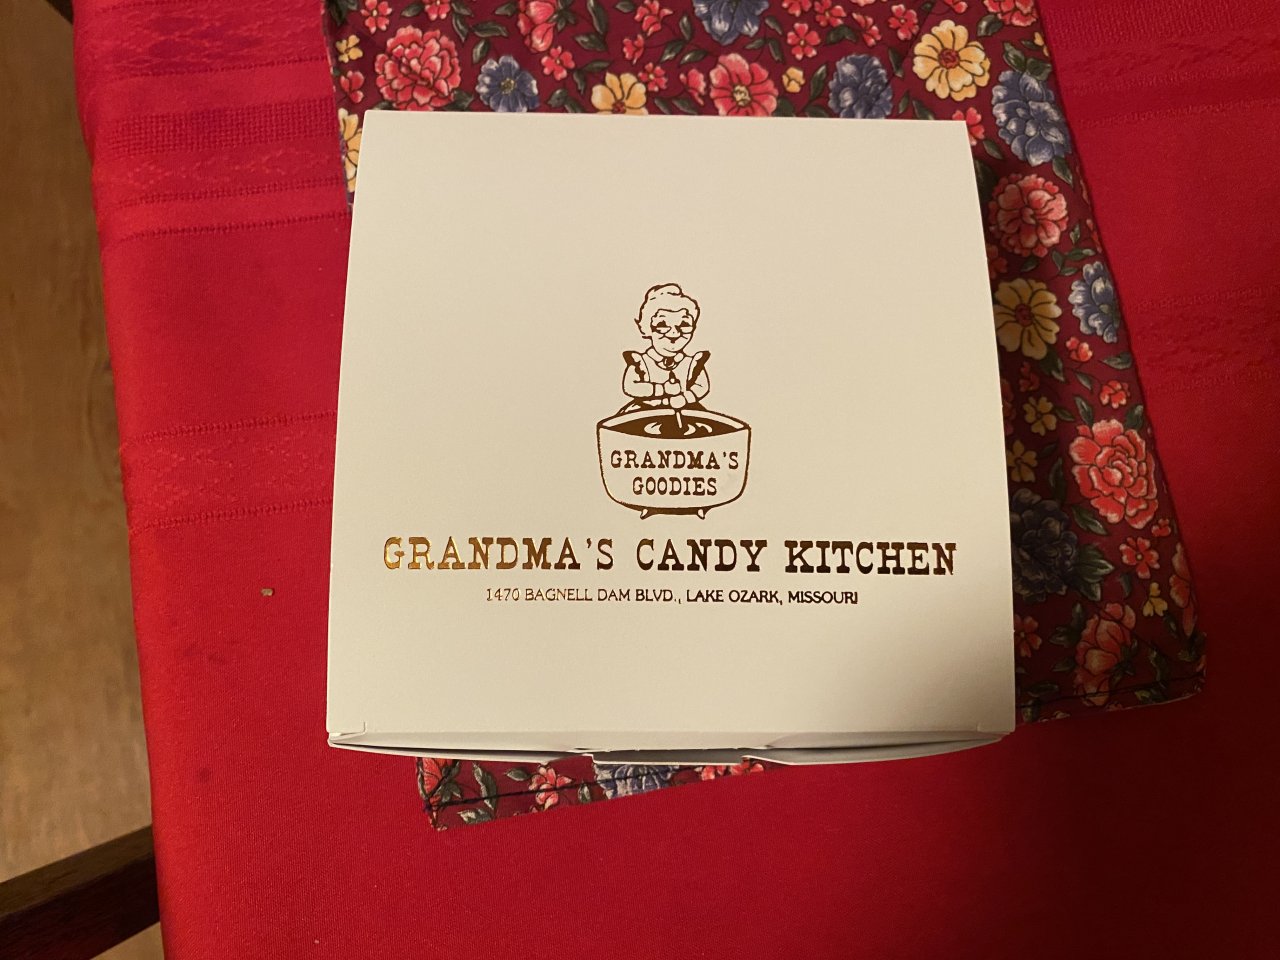 GRANDMA'S
GOODIES
GRANDMA'S CANDY KITCHEN
1470 BAGNELL DAM BLVD., LAKE OZARK, MISSOURI